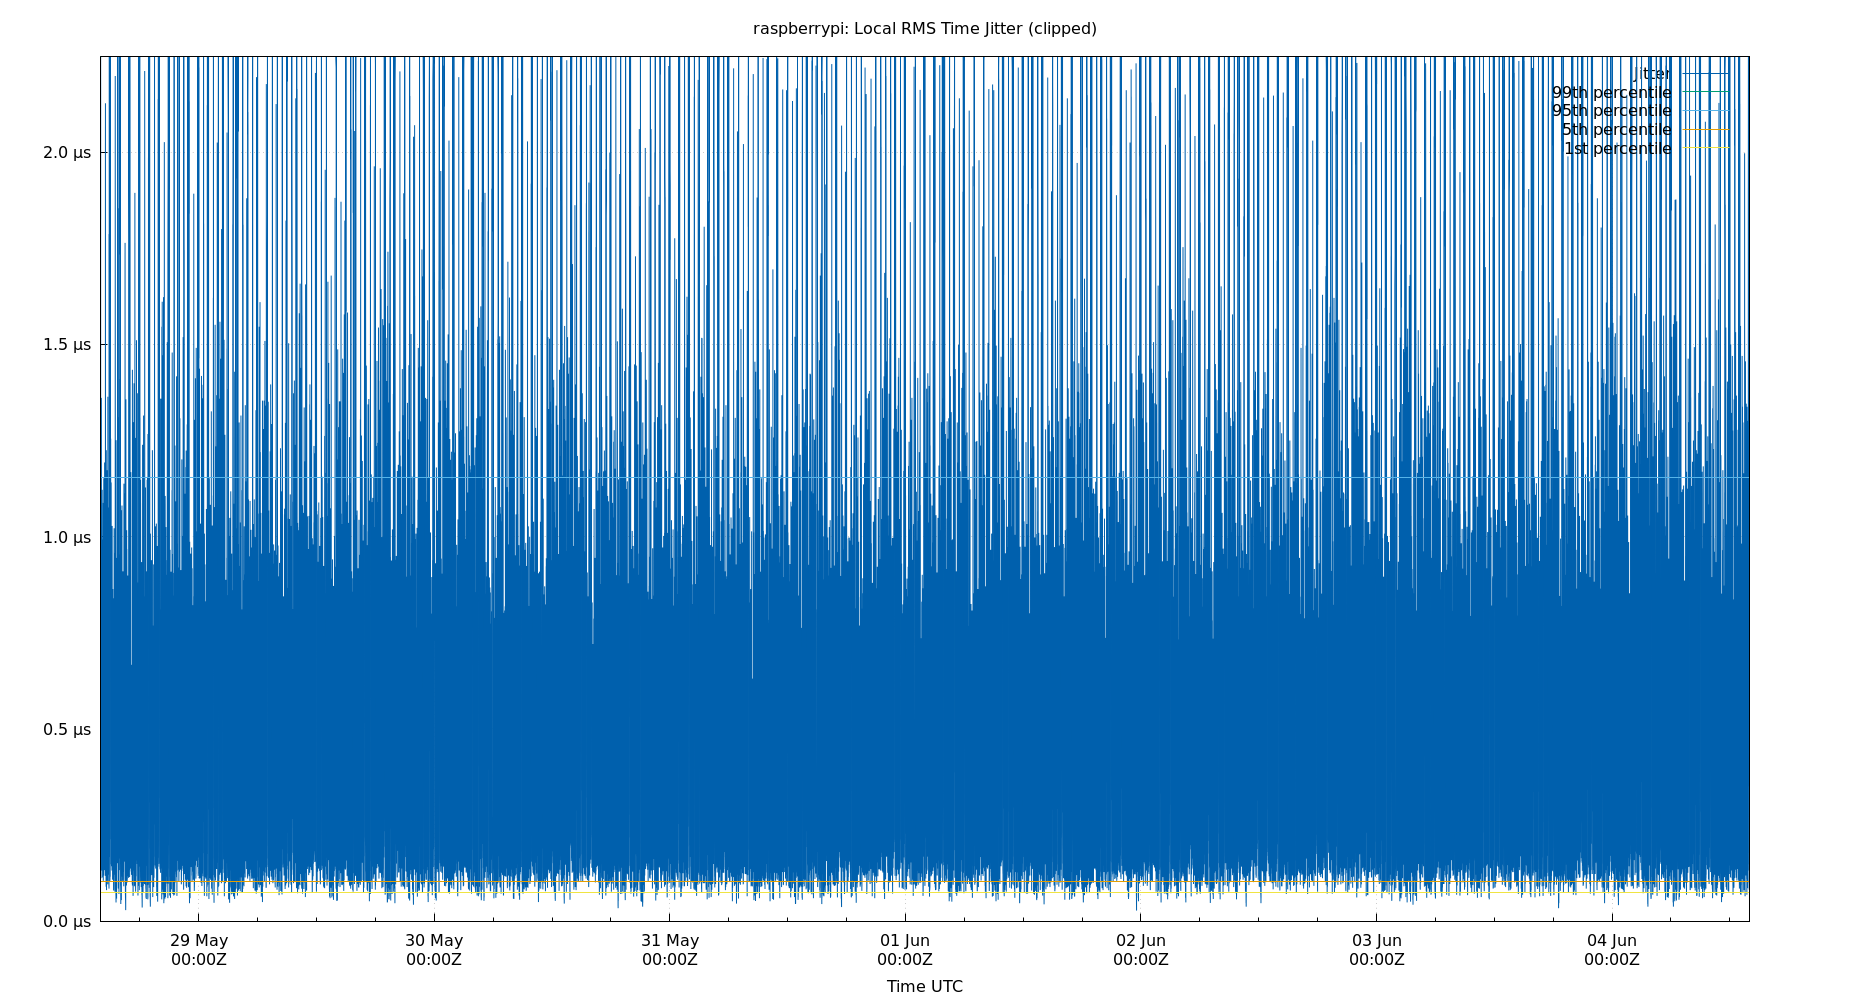 raspberrypi: Local RMS Time Jitter (clipped)
jitter
99th percentile
95th percentile
5th percentile
1st percentile
2.0 µs
1.5 µs
1.0 µs
0.5 µs
0.0 µs
29 May 30 May 31 May 01 Jun 02 Jun 03 Jun 04 Jun
00:00Z 00:00Z 00:00Z 00:00Z 00:00Z 00:00Z 00:00Z
Time UTC